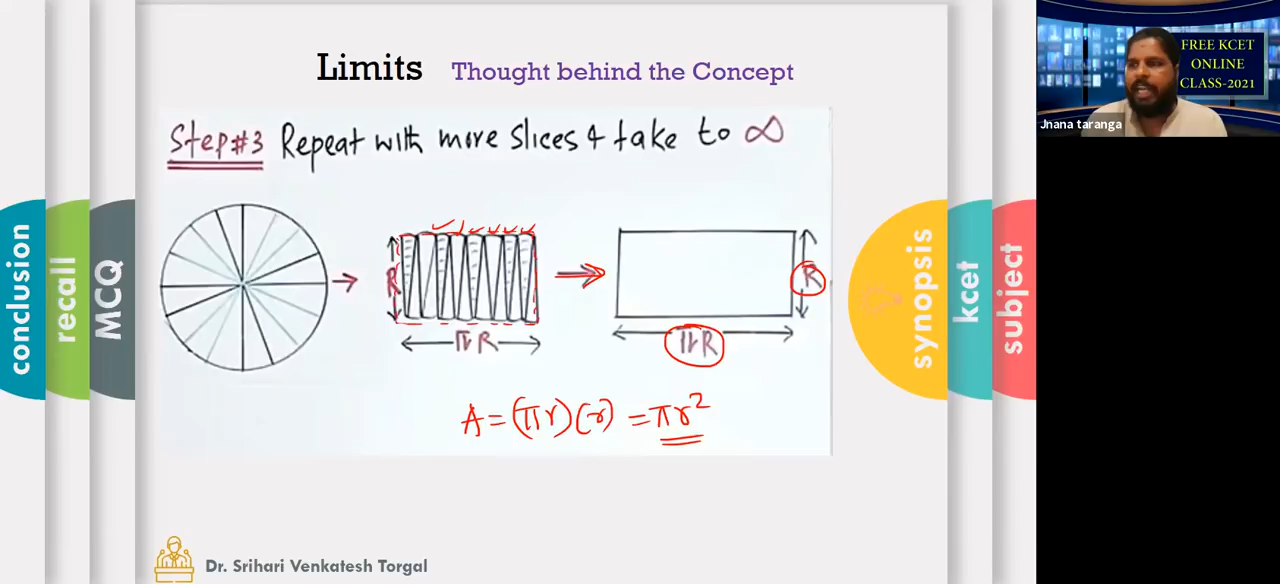 Limits Thought behind the Concept
Step#3 Repeat with more slices & take to ∞
R
πR
R
πR
A = (πr)(r) = πr²
conclusion
recall
MCQ
synopsis
kcet
subject
Dr. Srihari Venkatesh Torgal
FREE KCET
ONLINE
CLASS-2021
Jnana taranga